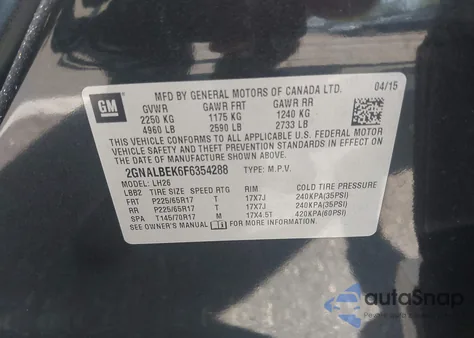 GM
MFD BY GENERAL MOTORS OF CANADA LTD. 04/15
GVWR GAWR FRT GAWR RR
2250 KG 1175 KG 1240 KG
4960 LB 2590 LB 2733 LB
THIS VEHICLE CONFORMS TO ALL APPLICABLE U.S. FEDERAL MOTOR
VEHICLE SAFETY, BUMPER, AND THEFT PREVENTION STANDARDS IN
EFFECT ON THE DATE OF MANUFACTURE SHOWN ABOVE.
2GNALBEK6F6354288 TYPE: M.P.V.
MODEL: LH26
LBB2 TIRE SIZE SPEED RTG RIM COLD TIRE PRESSURE
FRT P225/65R17 T 17X7J 240KPA(35PSI)
RR P225/65R17 T 17X7J 240KPA(35PSI)
SPA T145/70R17 M 17X4.5T 420KPA(60PSI)
SEE OWNER'S MANUAL FOR ADDITIONAL INFORMATION
autoSnap